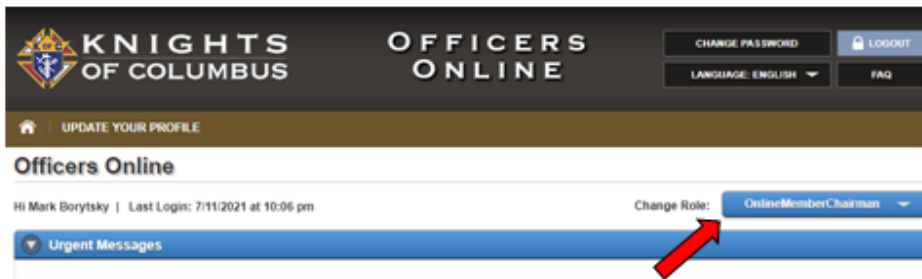 KNIGHTS
OF COLUMBUS
OFFICERS
ONLINE
CHANGE PASSWORD
LOGOUT
LANGUAGE: ENGLISH
FAQ
UPDATE YOUR PROFILE
Officers Online
Hi Mark Borytsky | Last Login: 7/11/2021 at 10:06 pm
Change Role:
OnlineMemberChairman
Urgent Messages